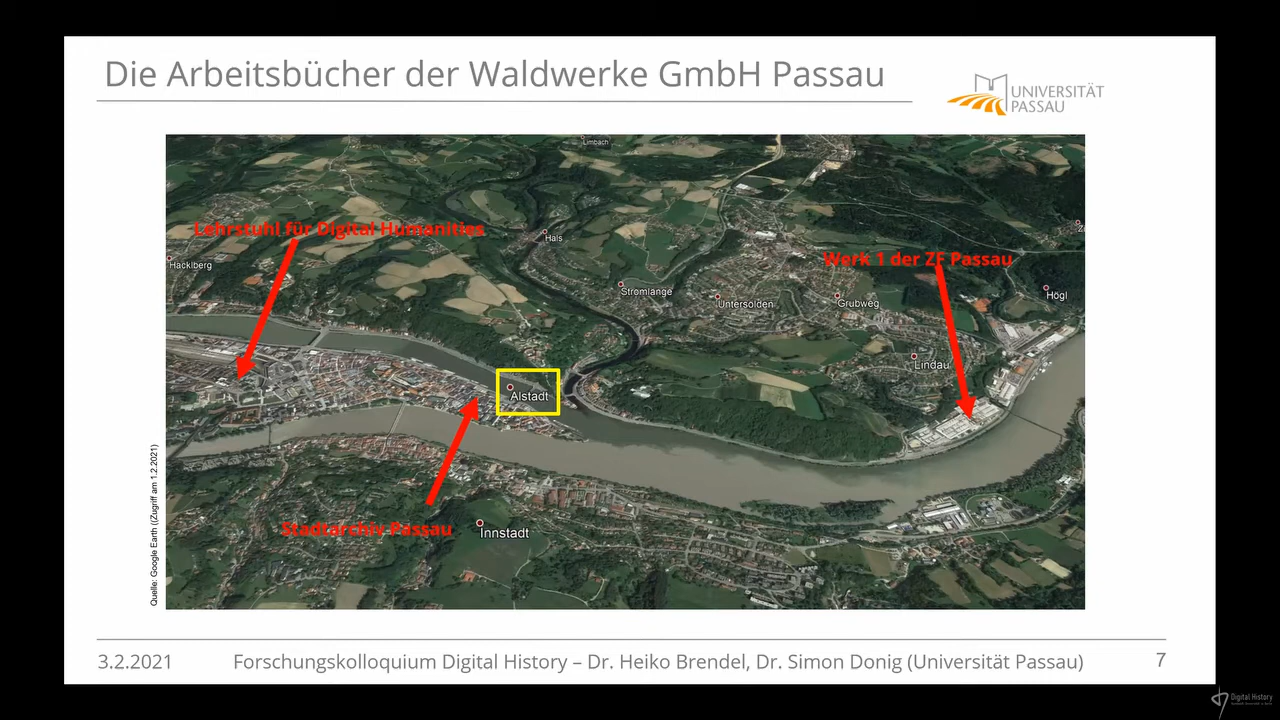 Die Arbeitsbücher der Waldwerke GmbH Passau
UNIVERSITÄT
PASSAU
Limbach
Lehrstuhl für Digital Humanities
Hals
Hacklberg
Werk 1 der ZF Passau
Stromlänge
Untersölden
Grubweg
Högl
Lindau
Alstadt
Stadtarchiv Passau
Innstadt
Quelle: Google Earth ((Zugriff am 1.2.2021)
3.2.2021
Forschungskolloquium Digital History – Dr. Heiko Brendel, Dr. Simon Donig (Universität Passau)
7
Digital History